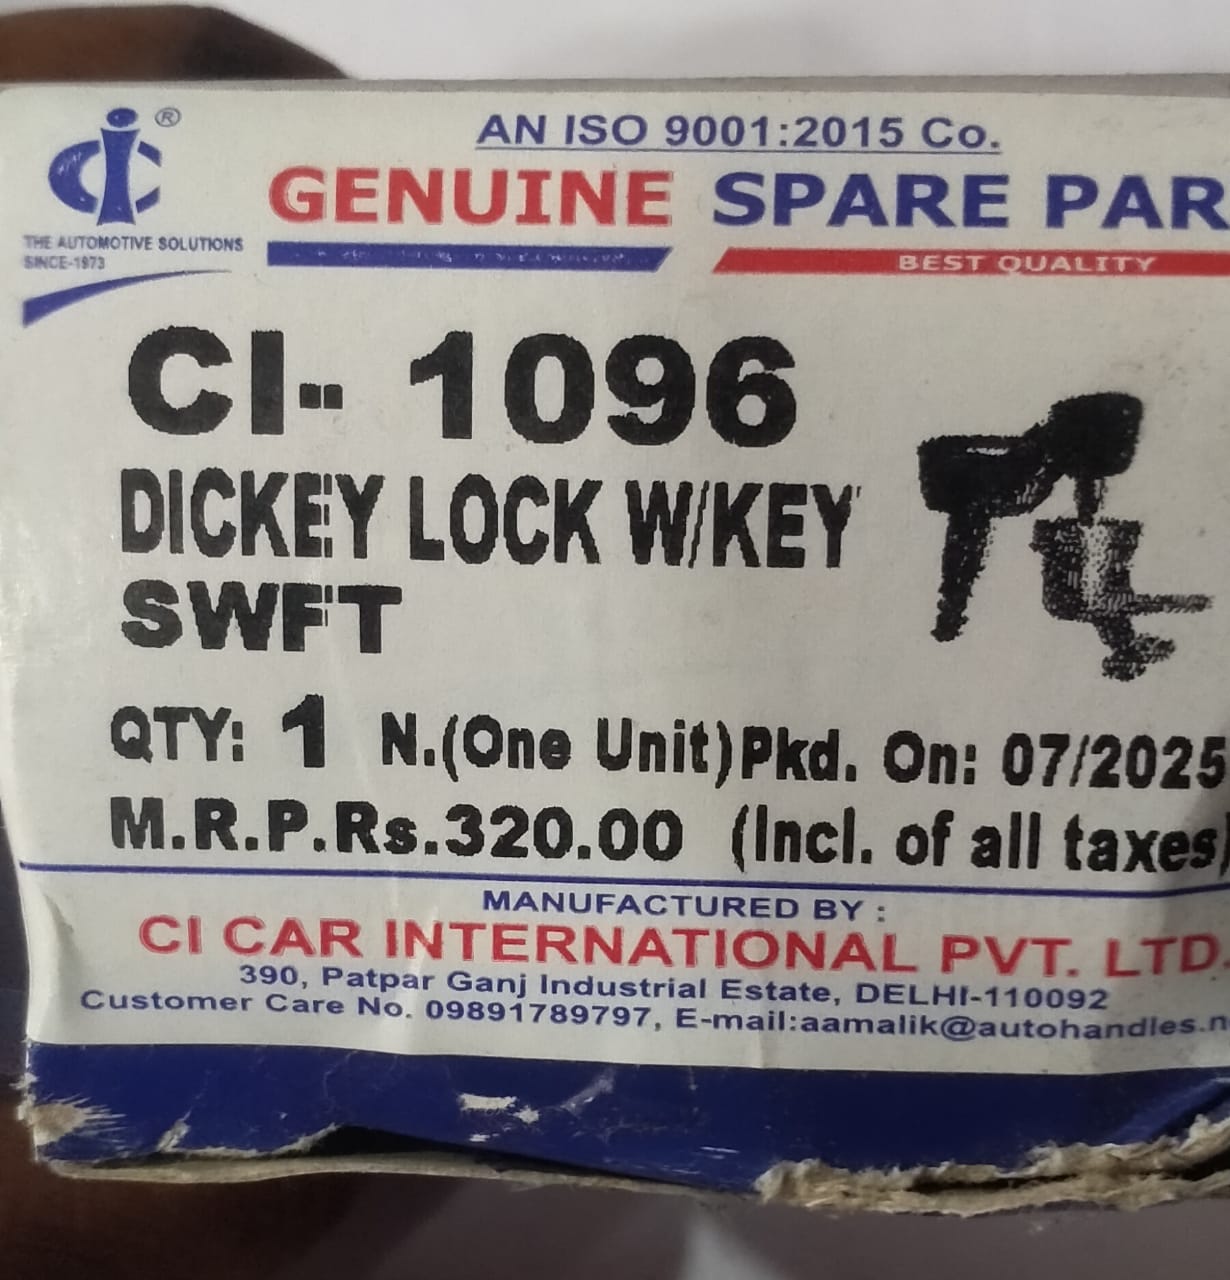 CI ®
THE AUTOMOTIVE SOLUTIONS
SINCE-1973
AN ISO 9001:2015 Co.
GENUINE SPARE PAR
BEST QUALITY
CI- 1096
DICKEY LOCK W/KEY
SWFT
QTY: 1 N.(One Unit)Pkd. On: 07/2025
M.R.P.Rs.320.00 (Incl. of all taxes)
MANUFACTURED BY :
CI CAR INTERNATIONAL PVT. LTD.
390, Patpar Ganj Industrial Estate, DELHI-110092
Customer Care No. 09891789797, E-mail:aamalik@autohandles.n